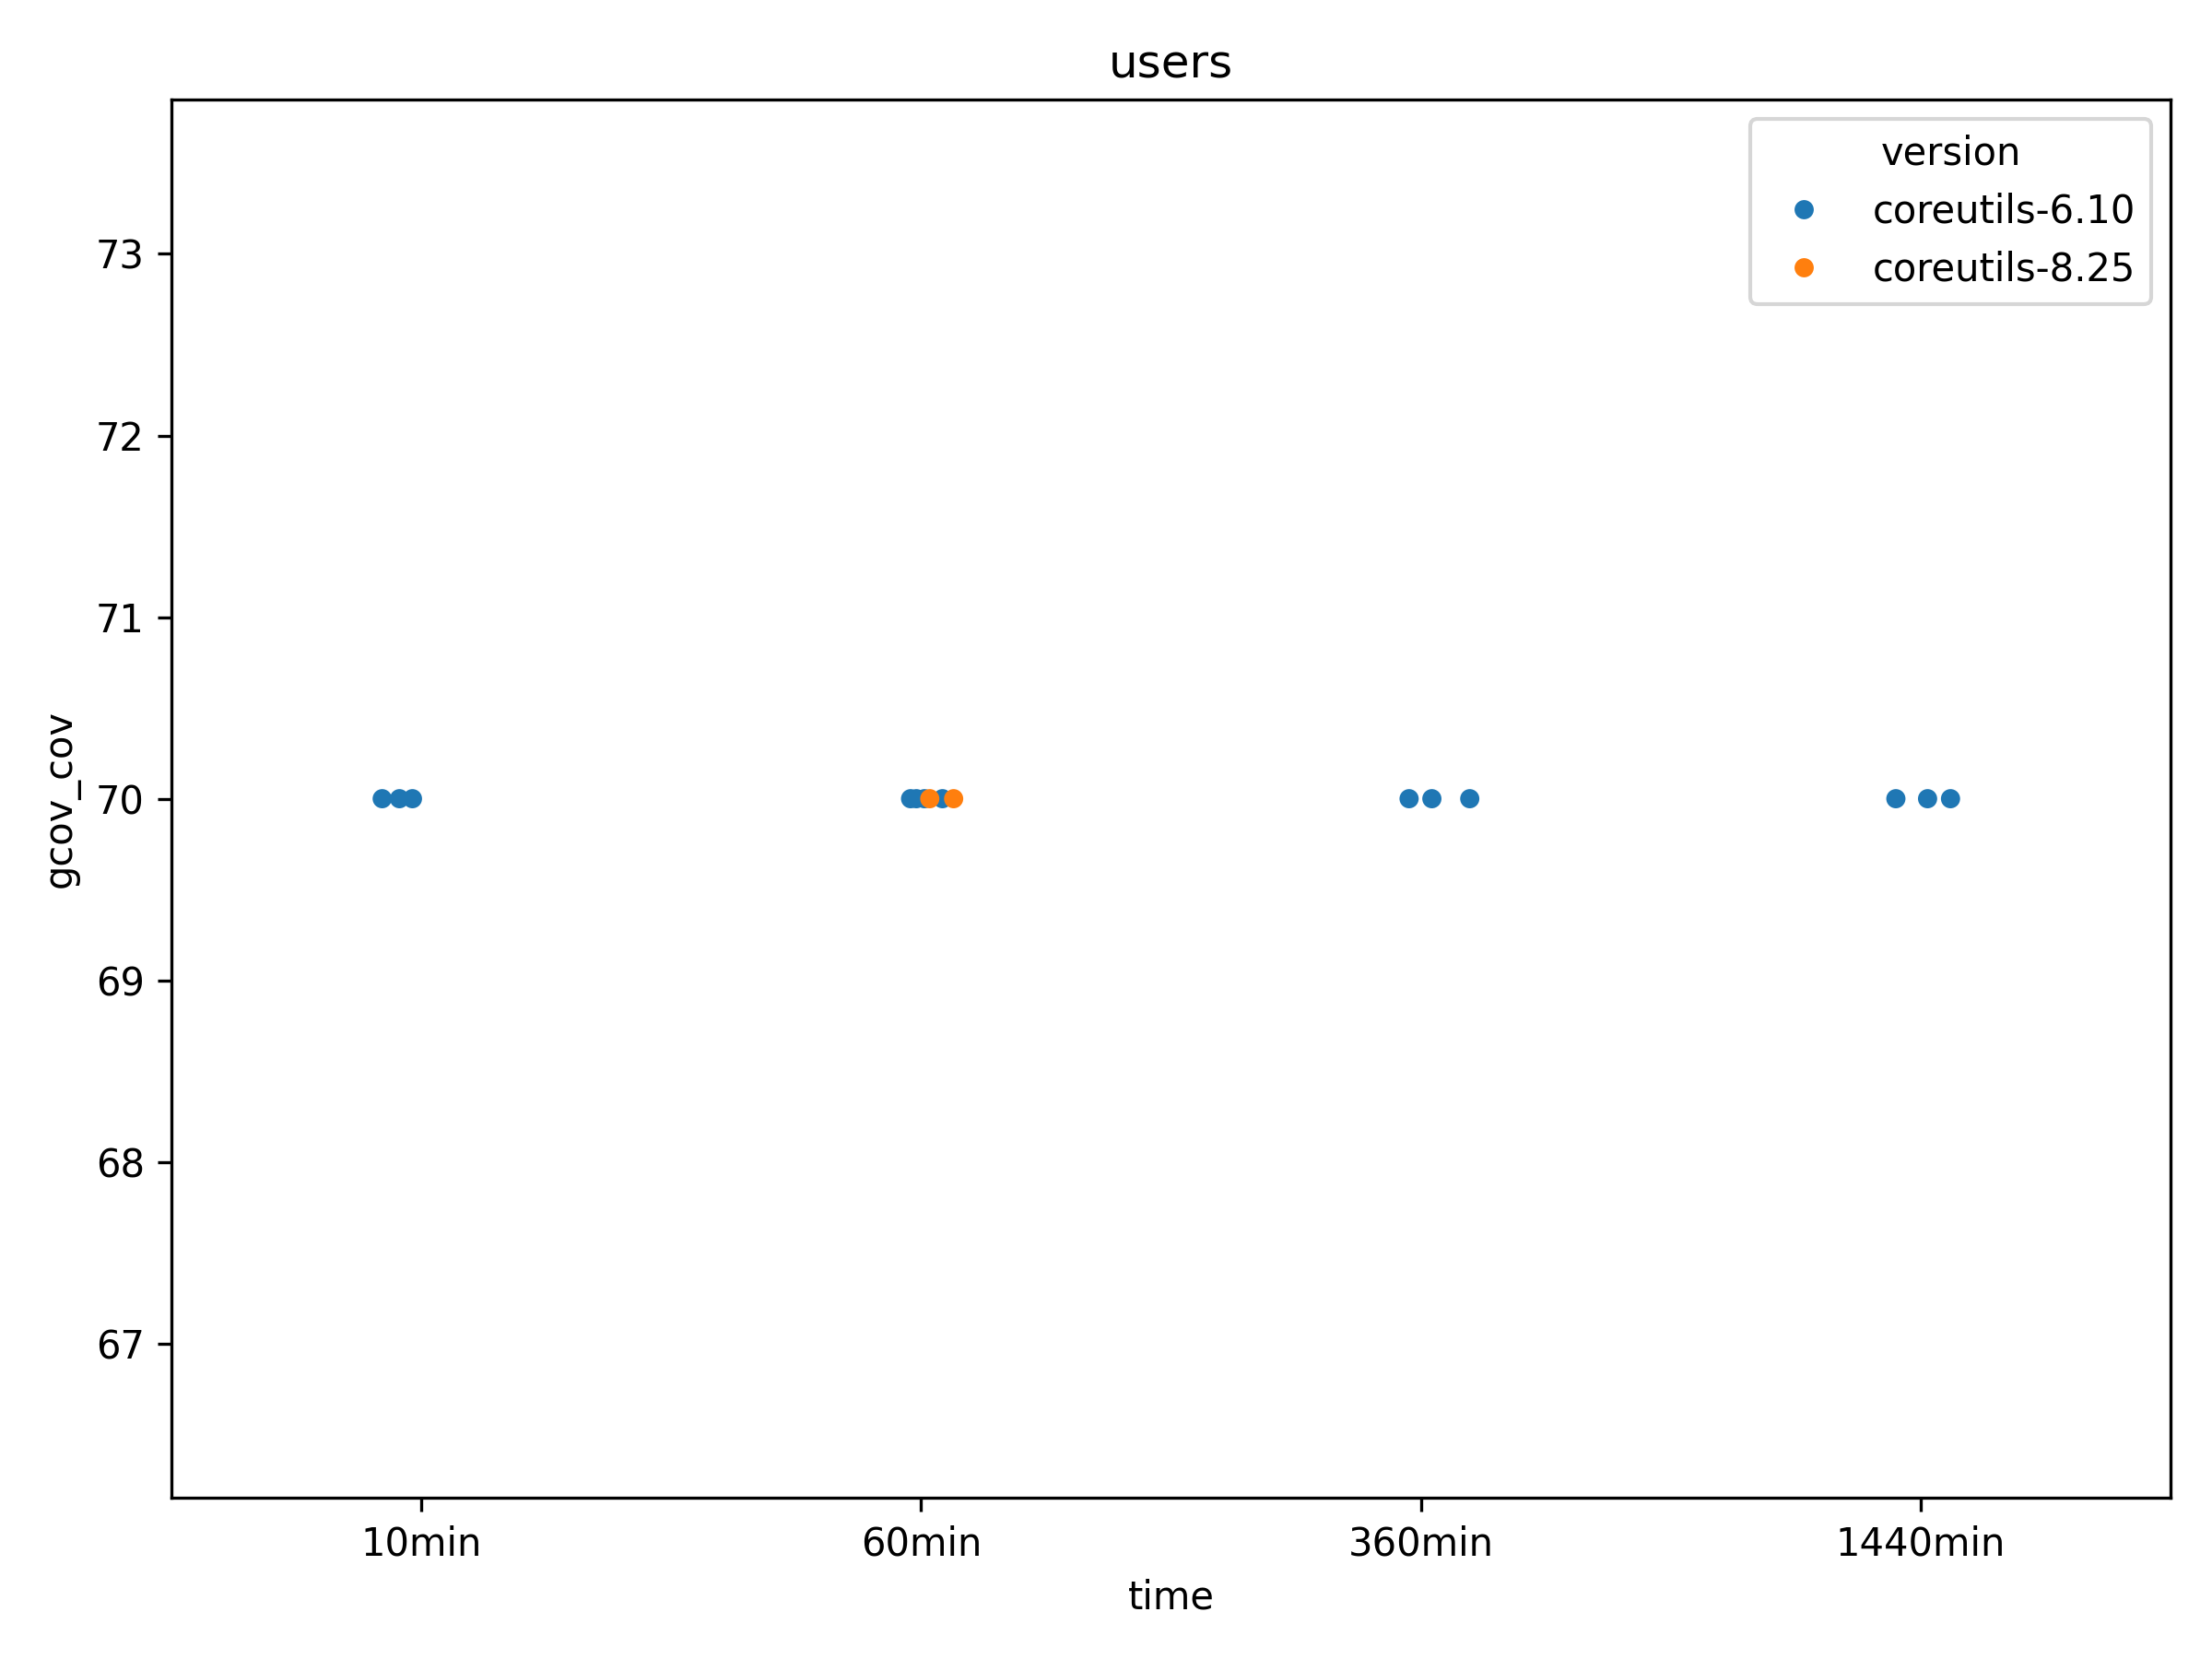 users
version
coreutils-6.10
coreutils-8.25
gcov_cov
73
72
71
70
69
68
67
10min 60min 360min 1440min
time